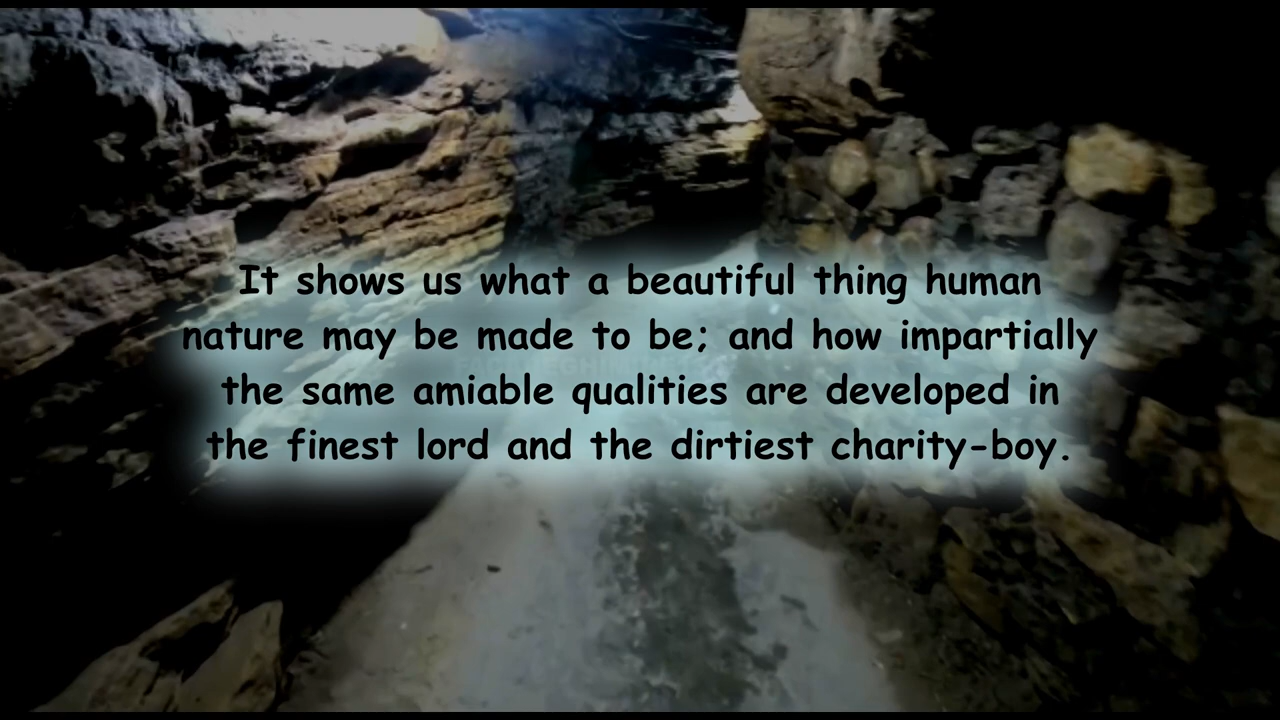 It shows us what a beautiful thing human
nature may be made to be; and how impartially
the same amiable qualities are developed in
the finest lord and the dirtiest charity-boy.